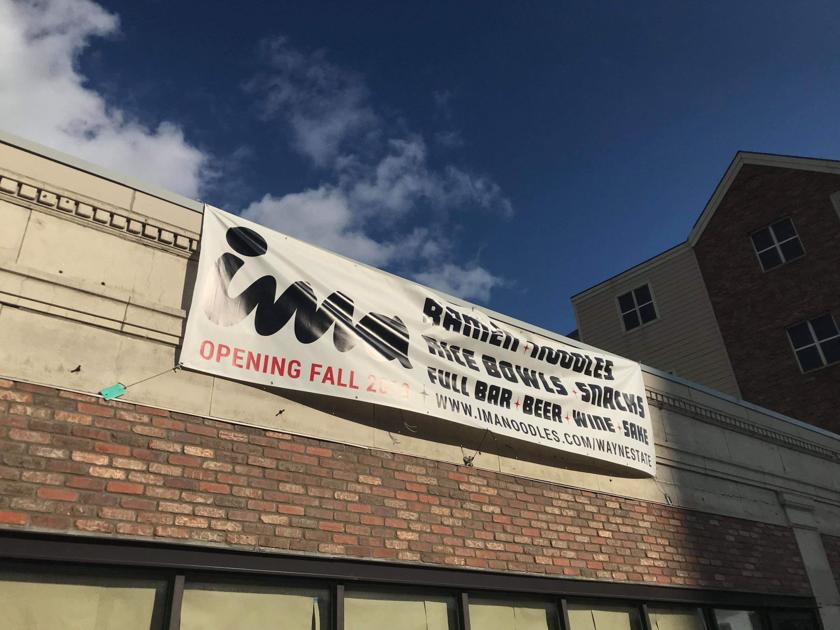 ima
OPENING FALL
RAMEN + NOODLES
RICE BOWLS + SNACKS
FULL BAR + BEER + WINE + SAKE
WWW.IMANOODLES.COM/WAYNESTATE